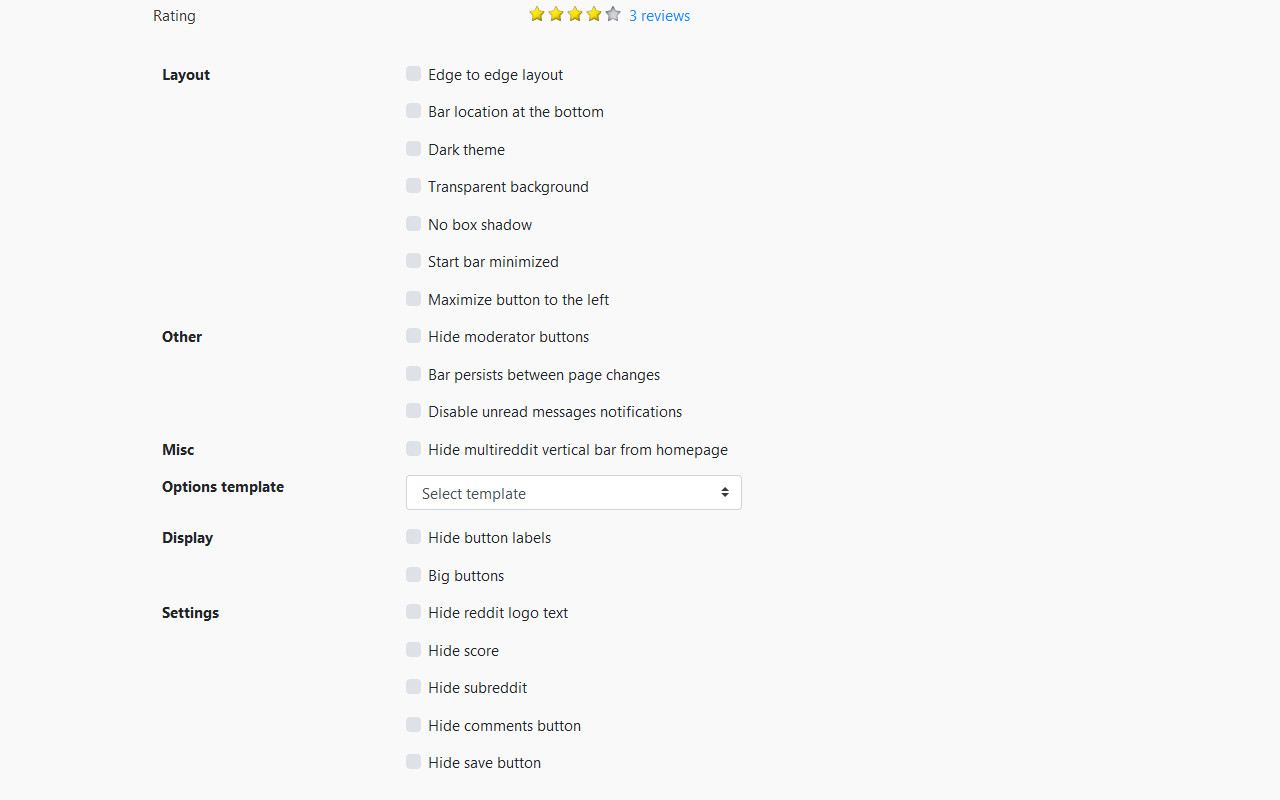 Rating 3 reviews
Layout Edge to edge layout
Bar location at the bottom
Dark theme
Transparent background
No box shadow
Start bar minimized
Maximize button to the left
Other Hide moderator buttons
Bar persists between page changes
Disable unread messages notifications
Misc Hide multireddit vertical bar from homepage
Options template Select template
Display Hide button labels
Big buttons
Settings Hide reddit logo text
Hide score
Hide subreddit
Hide comments button
Hide save button